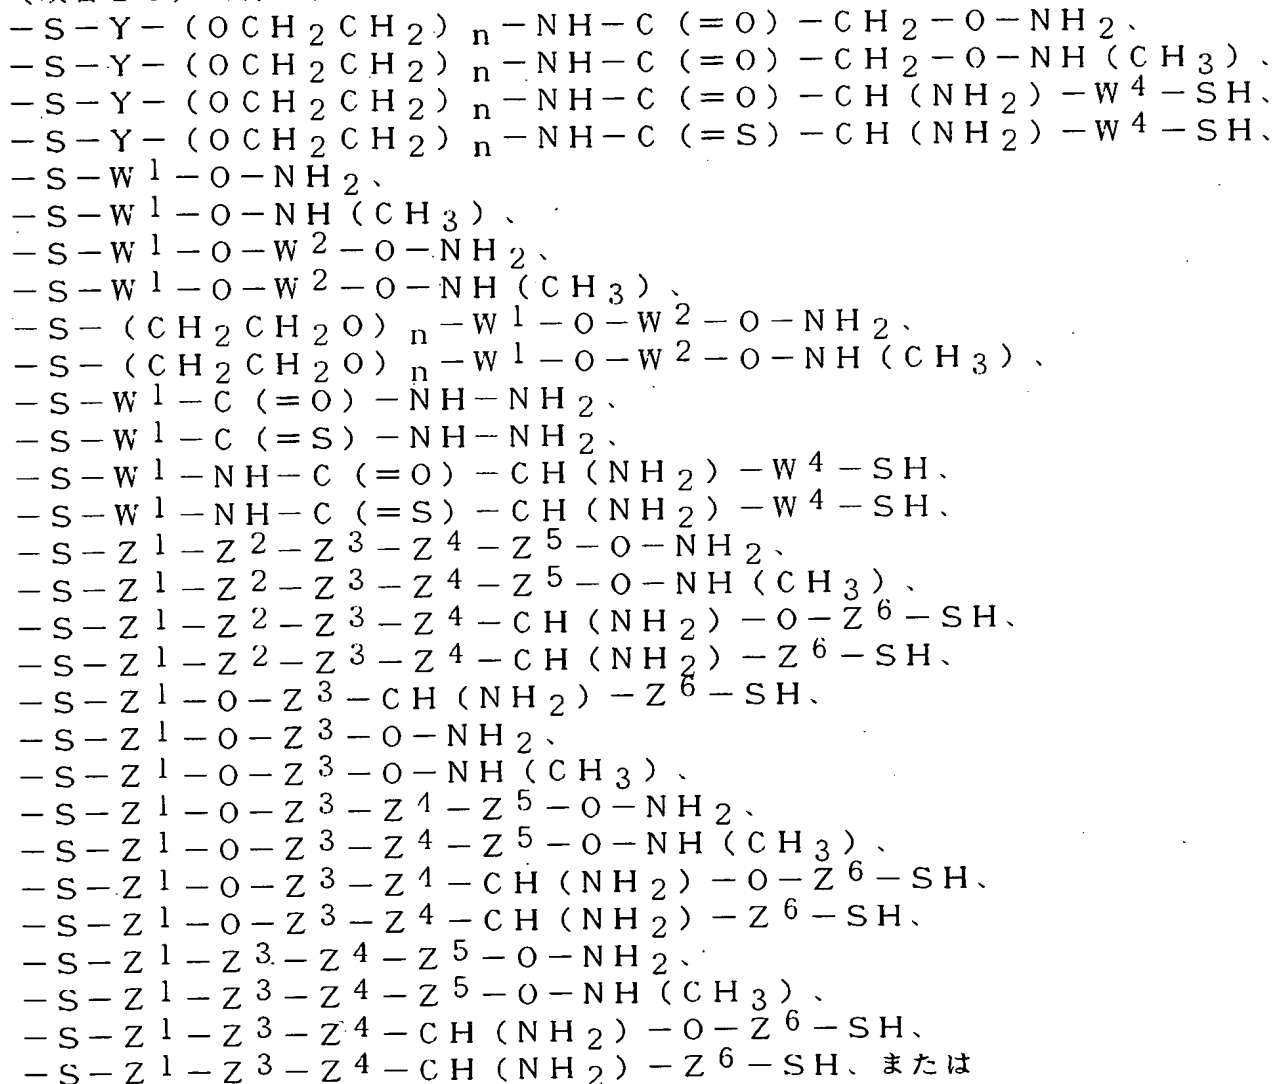 －S－Y－（OCH2CH2）n－NH－C（＝O）－CH2－O－NH2、
－S－Y－（OCH2CH2）n－NH－C（＝O）－CH2－O－NH（CH3）、
－S－Y－（OCH2CH2）n－NH－C（＝O）－CH（NH2）－W4－SH、
－S－Y－（OCH2CH2）n－NH－C（＝S）－CH（NH2）－W4－SH、
－S－W1－O－NH2、
－S－W1－O－NH（CH3）、
－S－W1－O－W2－O－NH2、
－S－W1－O－W2－O－NH（CH3）、
－S－（CH2CH2O）n－W1－O－W2－O－NH2、
－S－（CH2CH2O）n－W1－O－W2－O－NH（CH3）、
－S－W1－C（＝O）－NH－NH2、
－S－W1－C（＝S）－NH－NH2、
－S－W1－NH－C（＝O）－CH（NH2）－W4－SH、
－S－W1－NH－C（＝S）－CH（NH2）－W4－SH、
－S－Z1－Z2－Z3－Z4－Z5－O－NH2、
－S－Z1－Z2－Z3－Z4－Z5－O－NH（CH3）、
－S－Z1－Z2－Z3－Z4－CH（NH2）－O－Z6－SH、
－S－Z1－Z2－Z3－Z4－CH（NH2）－Z6－SH、
－S－Z1－O－Z3－CH（NH2）－Z6－SH、
－S－Z1－O－Z3－O－NH2、
－S－Z1－O－Z3－O－NH（CH3）、
－S－Z1－O－Z3－Z4－Z5－O－NH2、
－S－Z1－O－Z3－Z4－Z5－O－NH（CH3）、
－S－Z1－O－Z3－Z4－CH（NH2）－O－Z6－SH、
－S－Z1－O－Z3－Z4－CH（NH2）－Z6－SH、
－S－Z1－Z3－Z4－Z5－O－NH2、
－S－Z1－Z3－Z4－Z5－O－NH（CH3）、
－S－Z1－Z3－Z4－CH（NH2）－O－Z6－SH、
－S－Z1－Z3－Z4－CH（NH2）－Z6－SH、または